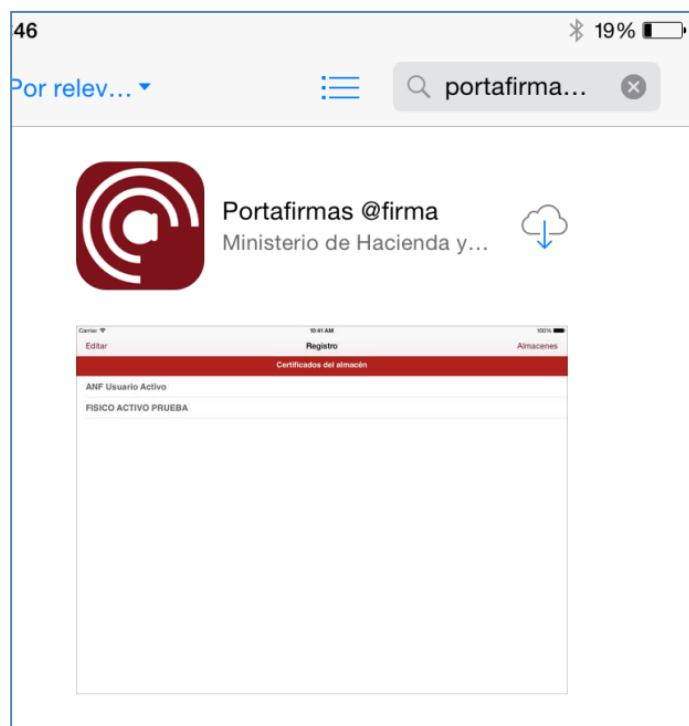 :46
19%
Por relev...
portafirma...
Portafirmas @firma
Ministerio de Hacienda y...
Carrier 10:41 AM 100%
Editar Registro Almacenes
Certificados del almacén
ANF Usuario Activo
FISICO ACTIVO PRUEBA